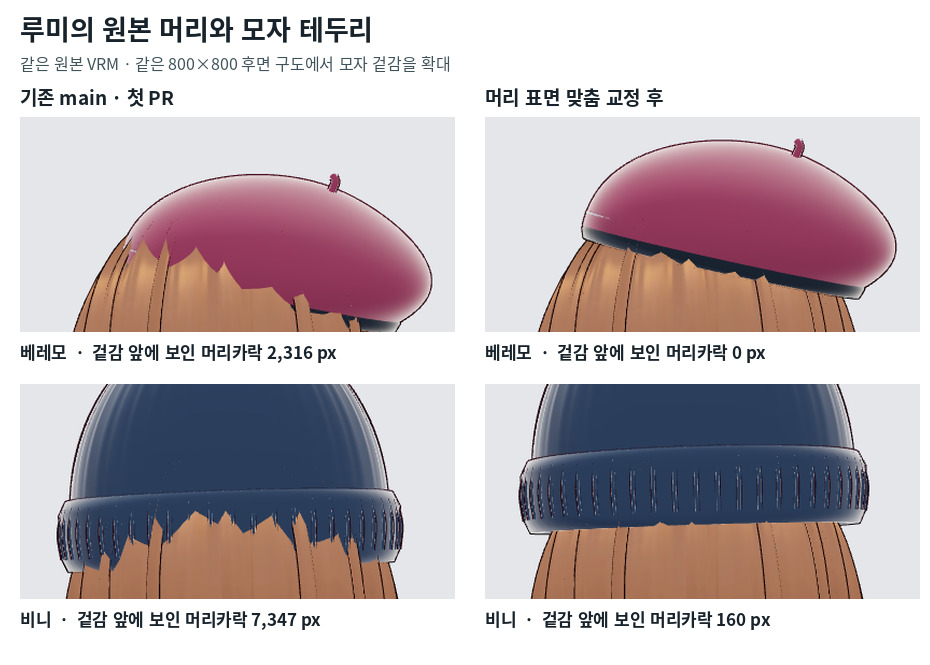 루미의 원본 머리와 모자 테두리
같은 원본 VRM · 같은 800×800 후면 구도에서 모자 겉감을 확대
기존 main · 첫 PR
머리 표면 맞춤 교정 후
베레모 · 겉감 앞에 보인 머리카락 2,316 px
베레모 · 겉감 앞에 보인 머리카락 0 px
비니 · 겉감 앞에 보인 머리카락 7,347 px
비니 · 겉감 앞에 보인 머리카락 160 px